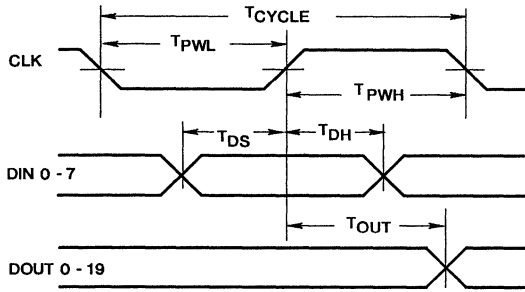 TCYCLE
TPWL
CLK
TPWH
TDS
TDH
DIN 0 - 7
TOUT
DOUT 0 - 19